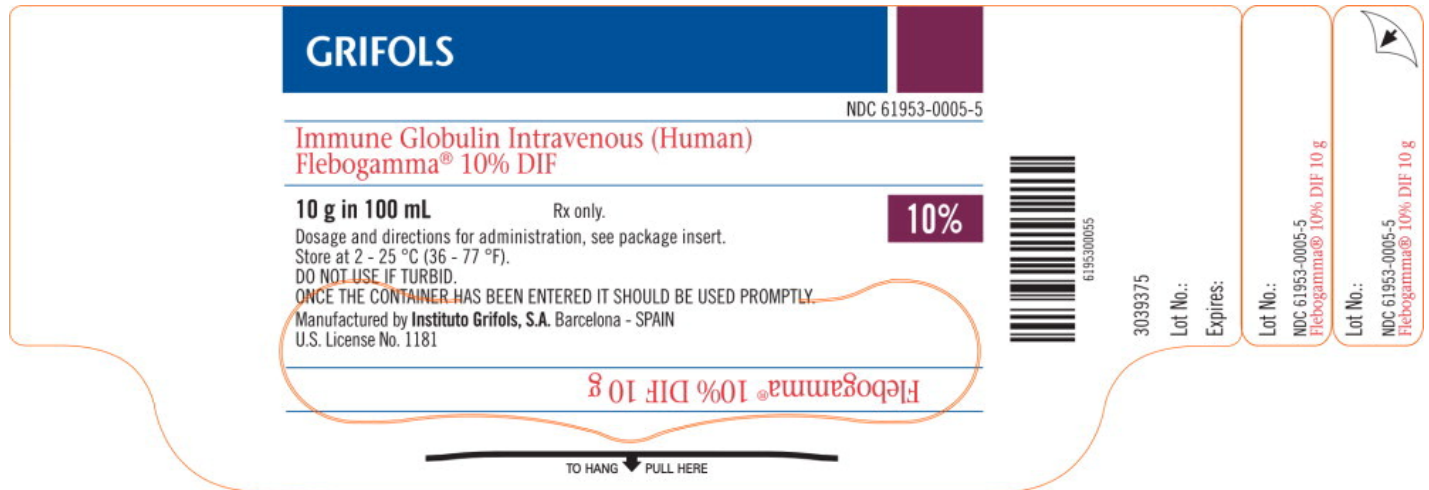 GRIFOLS
NDC 61953-0005-5
Immune Globulin Intravenous (Human)
Flebogamma® 10% DIF
10 g in 100 mL
Rx only.
10%
Dosage and directions for administration, see package insert.
Store at 2 - 25 °C (36 - 77 °F).
DO NOT USE IF TURBID.
ONCE THE CONTAINER HAS BEEN ENTERED IT SHOULD BE USED PROMPTLY.
Manufactured by Instituto Grifols, S.A. Barcelona - SPAIN
U.S. License No. 1181
Flebogamma® 10% DIF 10 g
TO HANG PULL HERE
6195300055
3039375
Lot No.:
Expires:
Lot No.:
NDC 61953-0005-5
Flebogamma® 10% DIF 10 g
Lot No.:
NDC 61953-0005-5
Flebogamma® 10% DIF 10 g